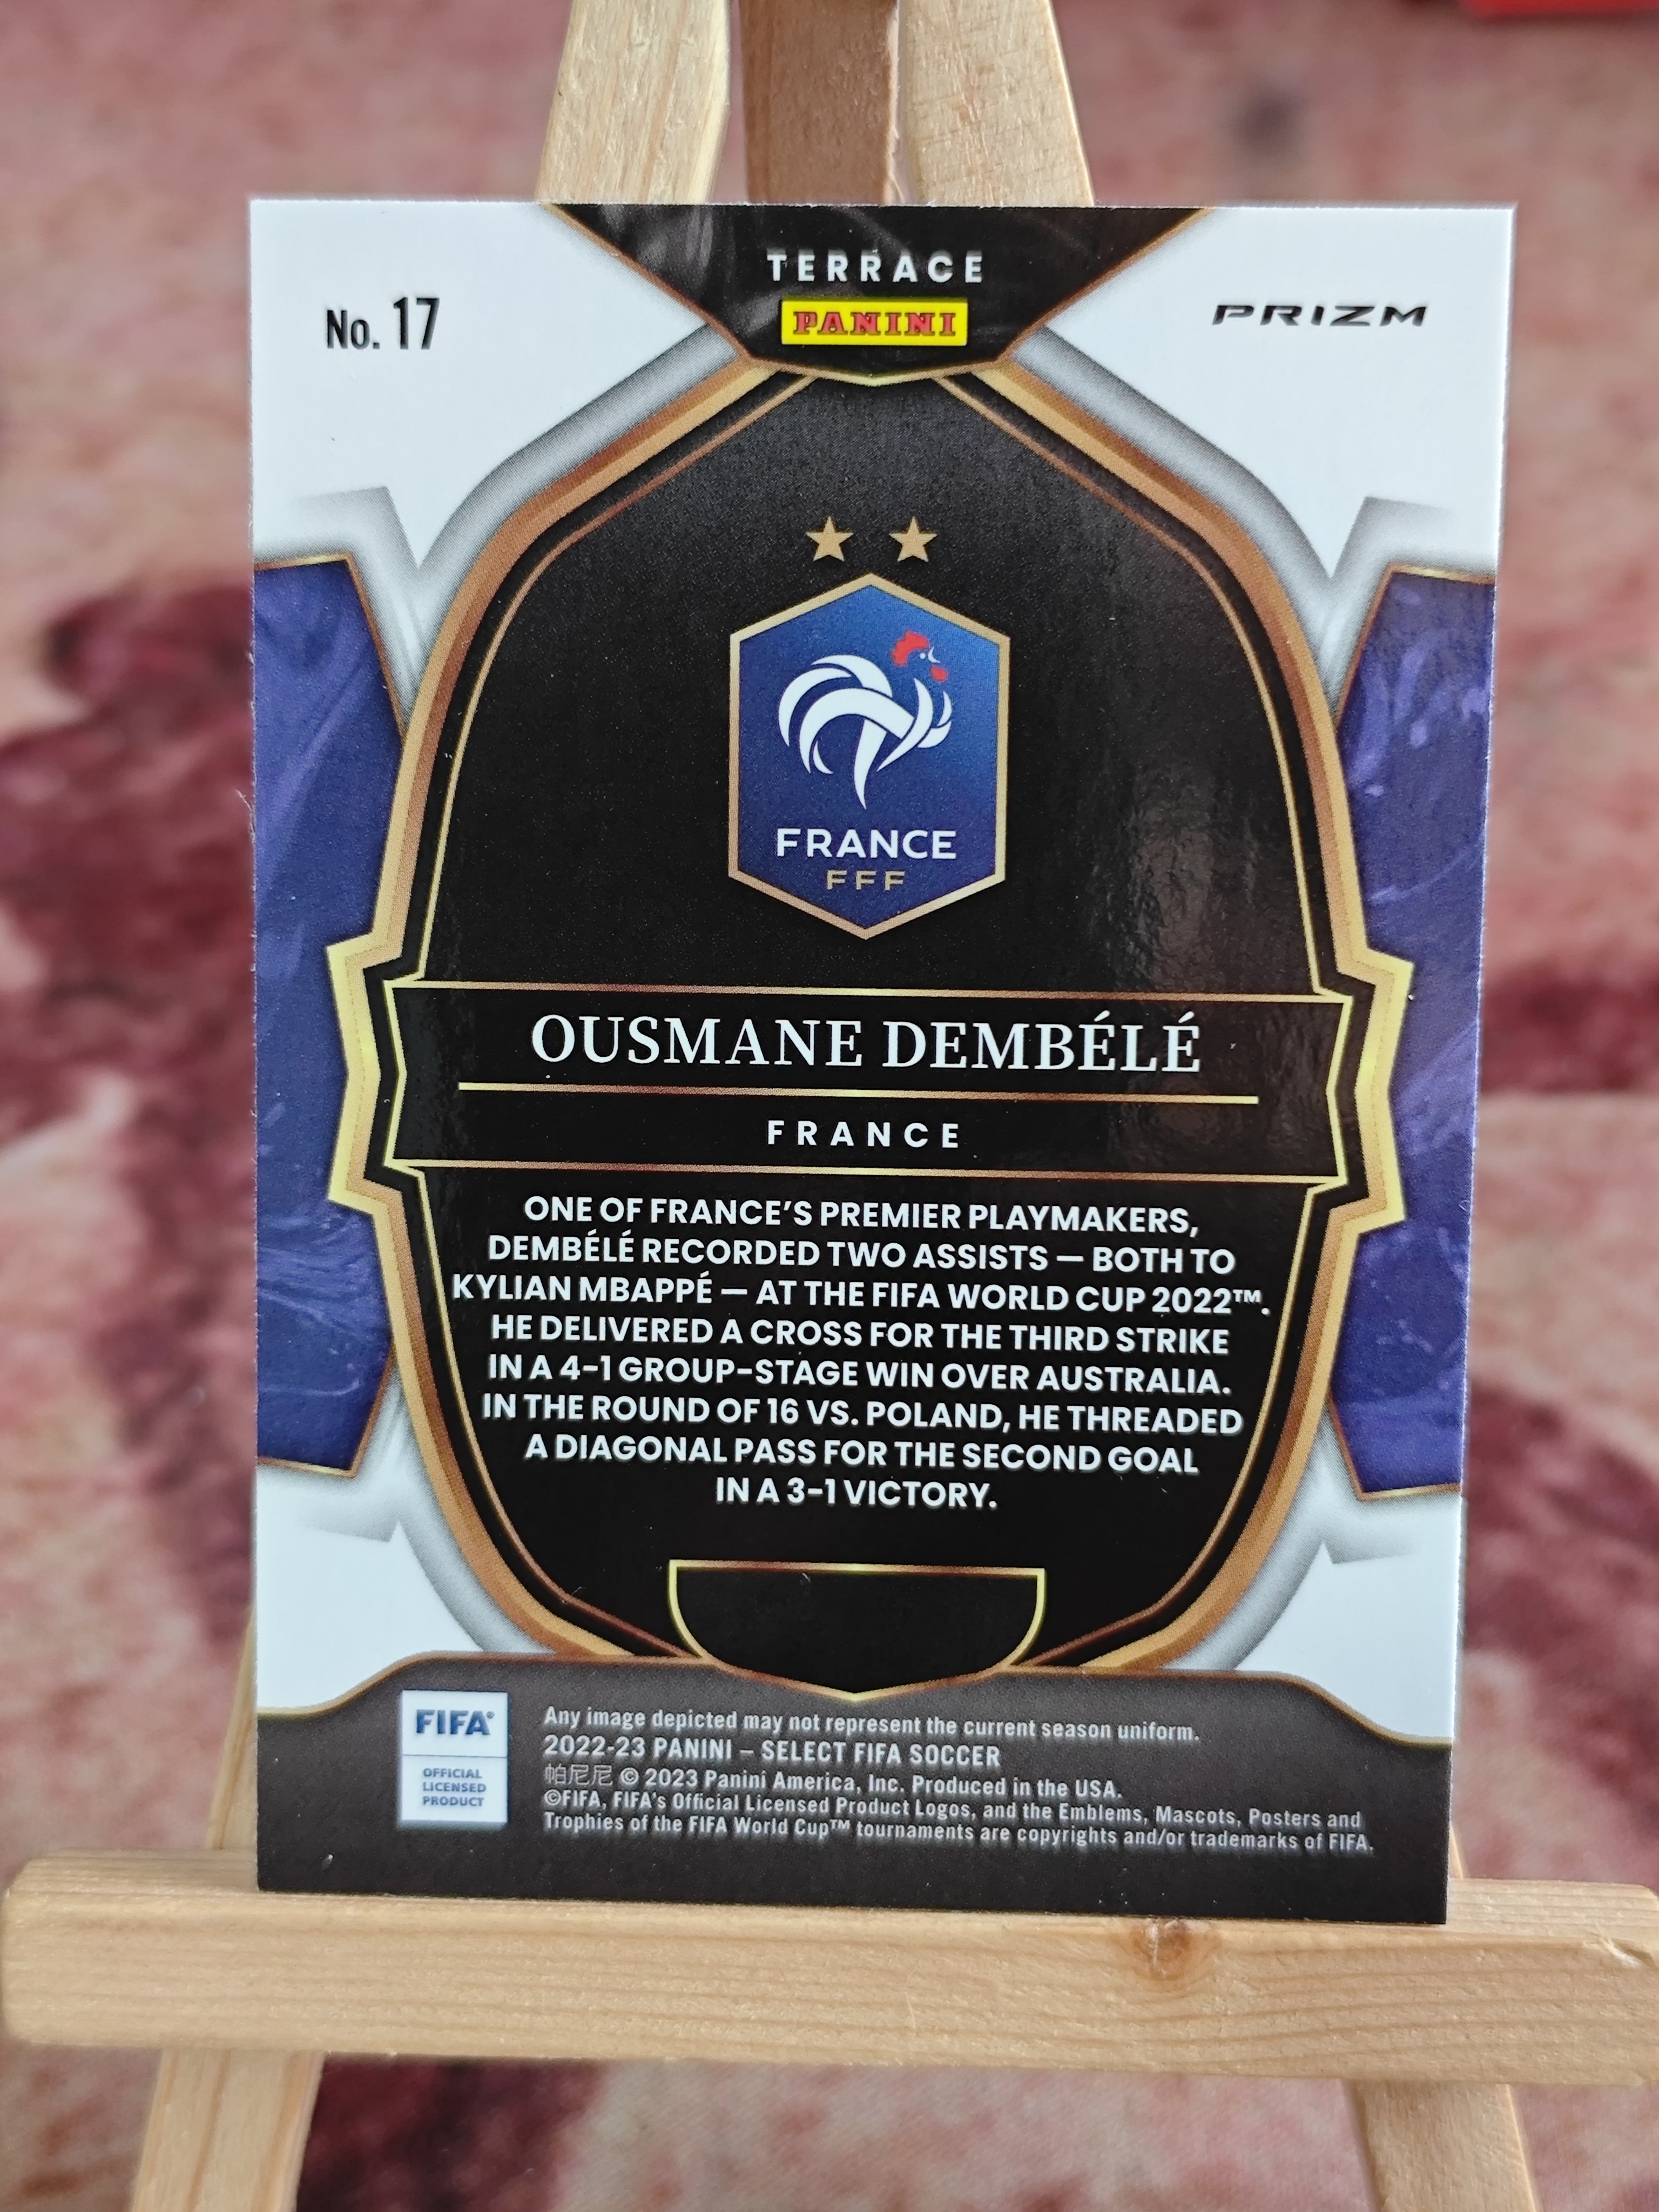 TERRACE
PANINI
No. 17
PRIZM
FRANCE
FFF
OUSMANE DEMBÉLÉ
FRANCE
ONE OF FRANCE'S PREMIER PLAYMAKERS,
DEMBÉLÉ RECORDED TWO ASSISTS — BOTH TO
KYLIAN MBAPPÉ — AT THE FIFA WORLD CUP 2022™.
HE DELIVERED A CROSS FOR THE THIRD STRIKE
IN A 4-1 GROUP-STAGE WIN OVER AUSTRALIA.
IN THE ROUND OF 16 VS. POLAND, HE THREADED
A DIAGONAL PASS FOR THE SECOND GOAL
IN A 3-1 VICTORY.
FIFA®
OFFICIAL
LICENSED
PRODUCT
Any image depicted may not represent the current season uniform.
2022-23 PANINI – SELECT FIFA SOCCER
帕尼尼 © 2023 Panini America, Inc. Produced in the USA.
©FIFA, FIFA's Official Licensed Product Logos, and the Emblems, Mascots, Posters and
Trophies of the FIFA World Cup™ tournaments are copyrights and/or trademarks of FIFA.